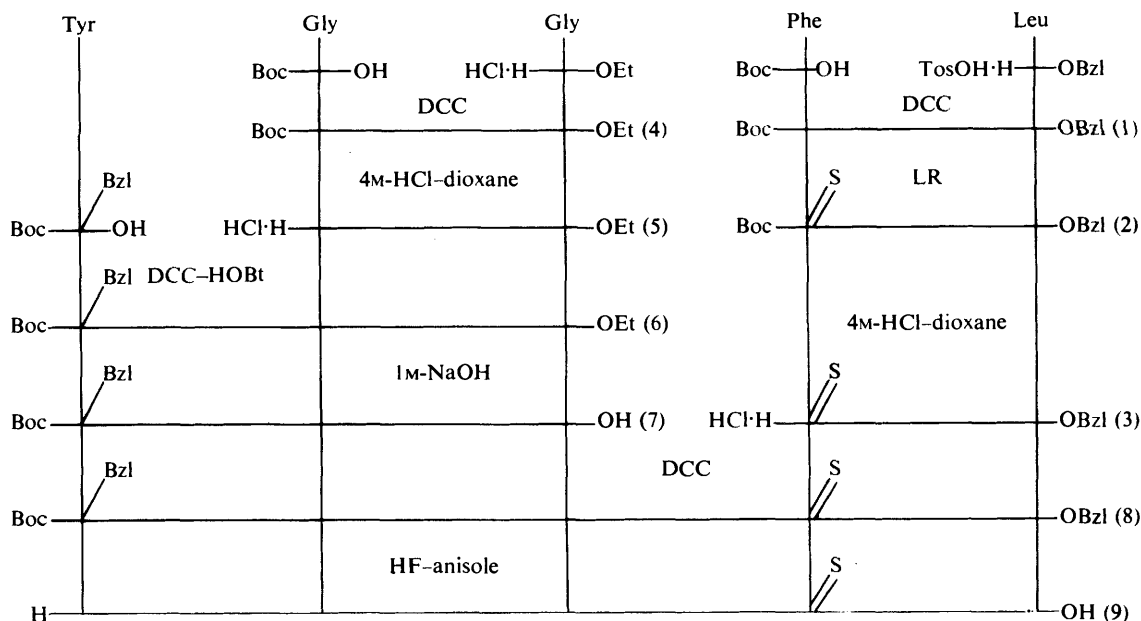 Tyr Gly Gly Phe Leu
Boc OH HCl·H OEt Boc OH TosOH·H OBzl
DCC DCC
Boc OEt (4) Boc OBzl (1)
Bzl 4M-HCl–dioxane S LR
Boc OH HCl·H OEt (5) Boc OBzl (2)
Bzl DCC–HOBt
Boc OEt (6) 4M-HCl–dioxane
Bzl 1M-NaOH S
Boc OH (7) HCl·H OBzl (3)
Bzl DCC S
Boc OBzl (8)
HF–anisole S
H OH (9)